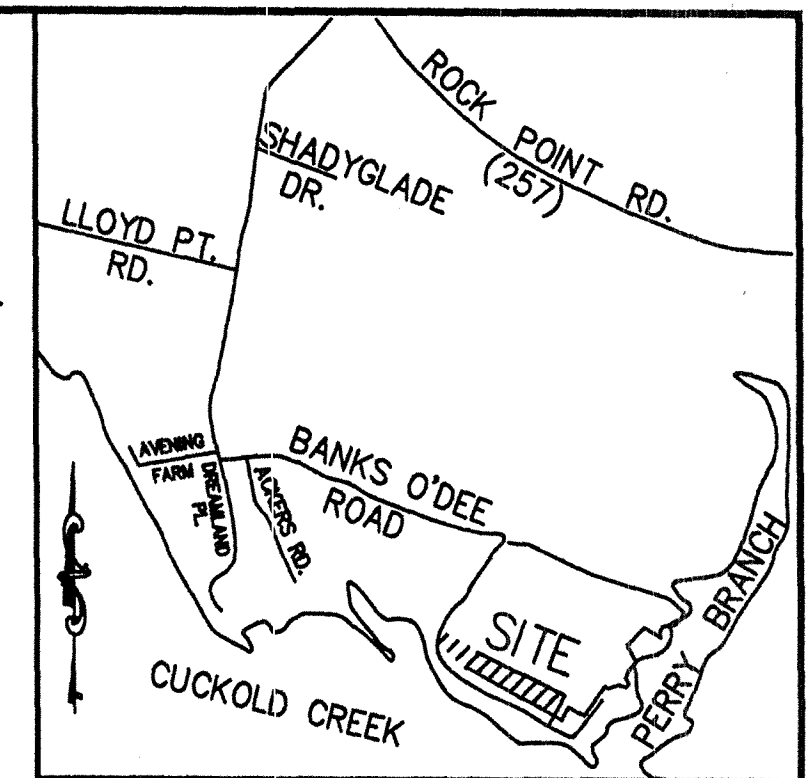 ROCK POINT RD.
(257)
SHADYGLADE
DR.
LLOYD PT.
RD.
AVENING
FARM
DREAMLAND
PL.
ACKERS RD.
BANKS O'DEE
ROAD
SITE
PERRY BRANCH
CUCKOLD CREEK